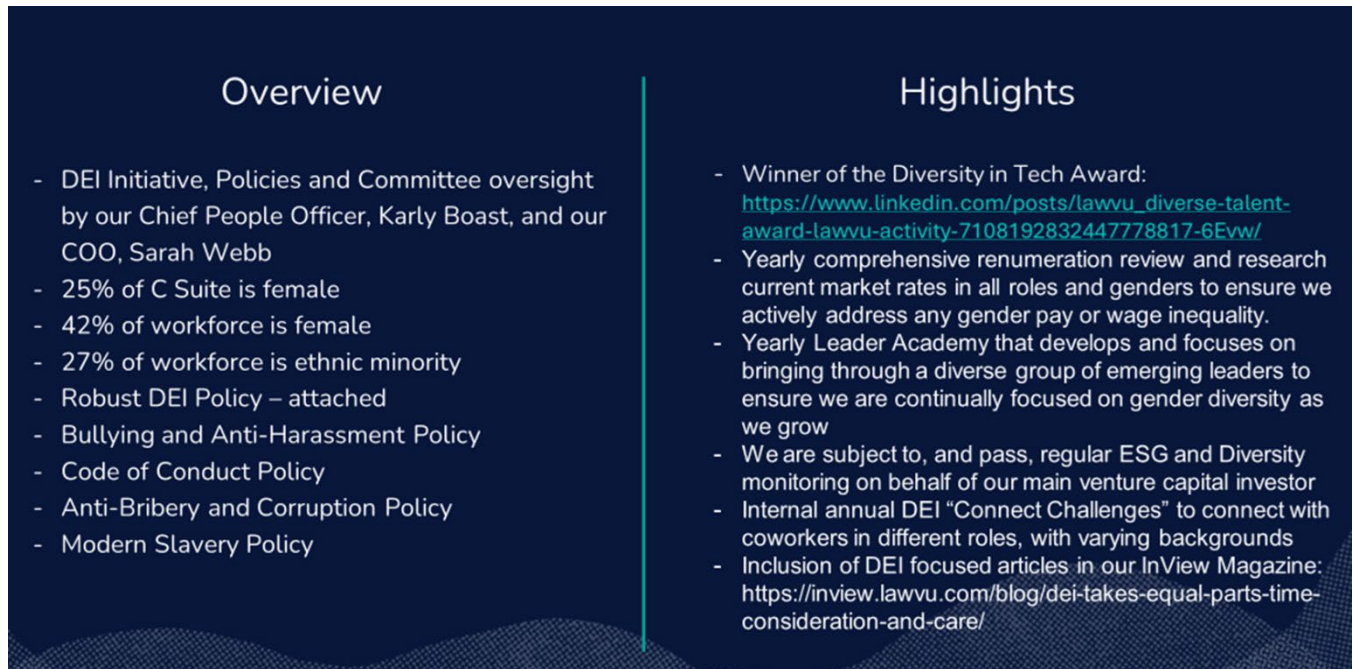 Overview
- DEI Initiative, Policies and Committee oversight
by our Chief People Officer, Karly Boast, and our
COO, Sarah Webb
- 25% of C Suite is female
- 42% of workforce is female
- 27% of workforce is ethnic minority
- Robust DEI Policy – attached
- Bullying and Anti-Harassment Policy
- Code of Conduct Policy
- Anti-Bribery and Corruption Policy
- Modern Slavery Policy
Highlights
- Winner of the Diversity in Tech Award:
https://www.linkedin.com/posts/lawvu_diverse-talent-
award-lawvu-activity-7108192832447778817-6Evw/
- Yearly comprehensive renumeration review and research
current market rates in all roles and genders to ensure we
actively address any gender pay or wage inequality.
- Yearly Leader Academy that develops and focuses on
bringing through a diverse group of emerging leaders to
ensure we are continually focused on gender diversity as
we grow
- We are subject to, and pass, regular ESG and Diversity
monitoring on behalf of our main venture capital investor
- Internal annual DEI “Connect Challenges” to connect with
coworkers in different roles, with varying backgrounds
- Inclusion of DEI focused articles in our InView Magazine:
https://inview.lawvu.com/blog/dei-takes-equal-parts-time-
consideration-and-care/